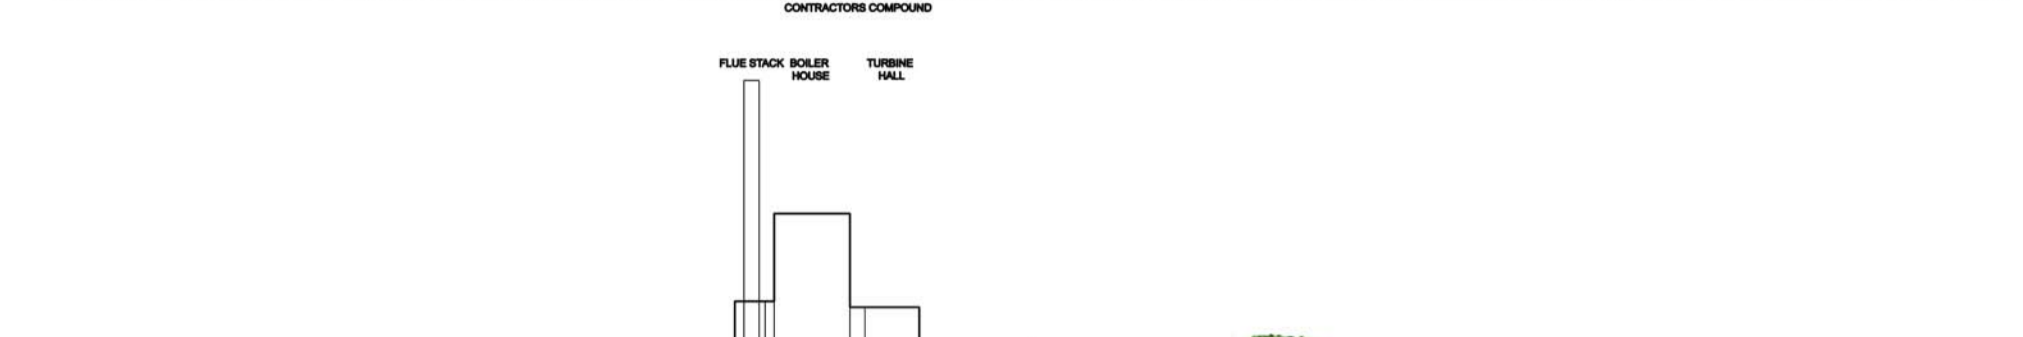 CONTRACTORS COMPOUND
FLUE STACK BOILER HOUSE
TURBINE HALL